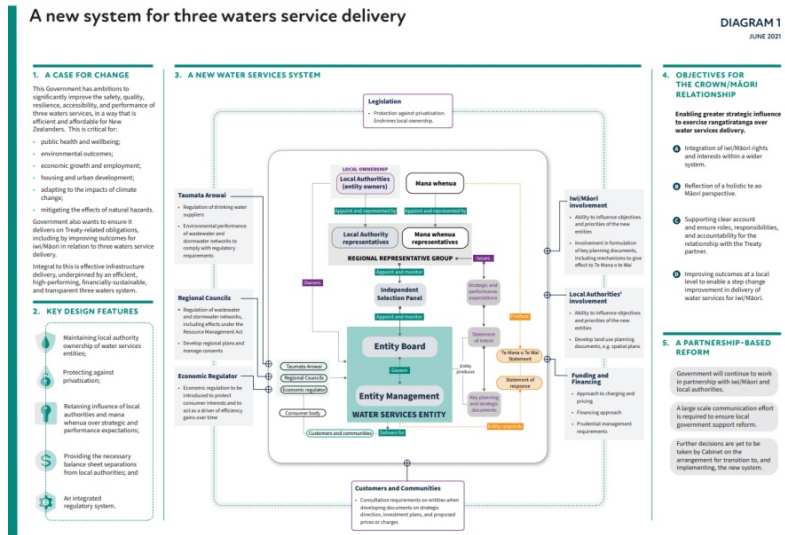 A new system for three waters service delivery
DIAGRAM 1
JUNE 2021
1. A CASE FOR CHANGE
This Government has ambitions to
significantly improve the safety, quality,
resilience, accessibility, and performance of
three waters services, in a way that is
efficient and affordable for New
Zealanders. This is critical for:
• public health and wellbeing;
• environmental outcomes;
• economic growth and employment;
• housing and urban development;
• adapting to the impacts of climate
change;
• mitigating the effects of natural hazards.
Government also wants to ensure it
delivers on Treaty-related obligations,
including by improving outcomes for
iwi/Māori in relation to three waters service
delivery.
Integral to this is effective infrastructure
delivery, underpinned by an efficient,
high-performing, financially-sustainable,
and transparent three waters system.
2. KEY DESIGN FEATURES
Maintaining local authority
ownership of water services
entities;
Protecting against
privatisation;
Retaining influence of local
authorities and mana
whenua over strategic and
performance expectations;
Providing the necessary
balance sheet separations
from local authorities; and
An integrated
regulatory system.
3. A NEW WATER SERVICES SYSTEM
Legislation
• Protection against privatisation.
Enshrines local ownership.
Taumata Arowai
• Regulation of drinking water
suppliers
• Environmental performance of
wastewater and
stormwater networks to
comply with regulatory
requirements
Regional Councils
• Regulation of wastewater
and stormwater networks,
including effects under the
Resource Management Act
• Develop regional plans and
manage consents
Economic Regulator
• Economic regulation to be
introduced to protect
consumer interests and to
act as a driver of efficiency
gains over time
LOCAL OWNERSHIP
Local Authorities
(entity owners)
Mana whenua
Appoint and represented by
Appoint and represented by
Local Authority
representatives
Mana whenua
representatives
REGIONAL REPRESENTATIVE GROUP
Issues
Appoint and monitor
Owners
Independent
Selection Panel
Strategic and
performance
expectations
Appoint and monitor
Produce
Entity Board
Statement
of intent
Te Mana o te Wai
Statement
Govern
Entity
produces
Statement of
response
Taumata Arowai
Regional Councils
Economic regulator
Entity Management
Key planning
and strategic
documents
WATER SERVICES ENTITY
Consumer body
Entity responds
Customers and communities
Delivers for
Iwi/Māori
involvement
• Ability to influence objectives
and priorities of the new
entities
• Involvement in formulation
of key planning documents,
including mechanisms to give
effect to Te Mana o te Wai
Local Authorities'
involvement
• Ability to influence objectives
and priorities of the new
entities
• Develop land use planning
documents, e.g. spatial plans
Funding and
Financing
• Approach to charging and
pricing
• Financing approach
• Prudential management
requirements
Customers and Communities
• Consultation requirements on entities when
developing documents on strategic
direction, investment plans, and proposed
prices or charges
4. OBJECTIVES FOR
THE CROWN/MĀORI
RELATIONSHIP
Enabling greater strategic influence
to exercise rangatiratanga over
water services delivery.
A Integration of iwi/Māori rights
and interests within a wider
system.
B Reflection of a holistic te ao
Māori perspective.
C Supporting clear account
and ensure roles, responsibilities,
and accountability for the
relationship with the Treaty
partner.
D Improving outcomes at a local
level to enable a step change
improvement in delivery of
water services for iwi/Māori.
5. A PARTNERSHIP-BASED
REFORM
Government will continue to work
in partnership with iwi/Māori and
local authorities.
A large scale communication effort
is required to ensure local
government support reform.
Further decisions are yet to be
taken by Cabinet on the
arrangement for transition to, and
implementing, the new system.